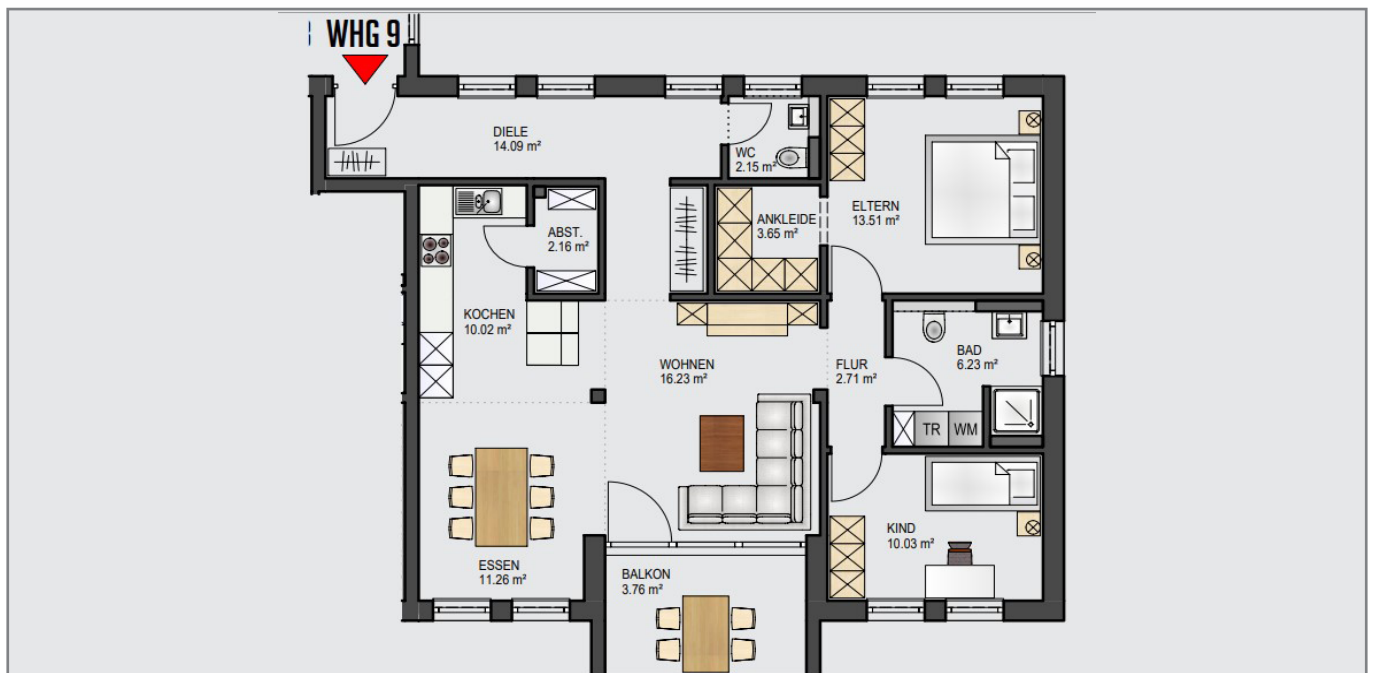 WHG 9
DIELE
14.09 m²
WC
2.15 m²
ELTERN
13.51 m²
ANKLEIDE
3.65 m²
ABST.
2.16 m²
KOCHEN
10.02 m²
WOHNEN
16.23 m²
FLUR
2.71 m²
BAD
6.23 m²
TR
WM
KIND
10.03 m²
ESSEN
11.26 m²
BALKON
3.76 m²